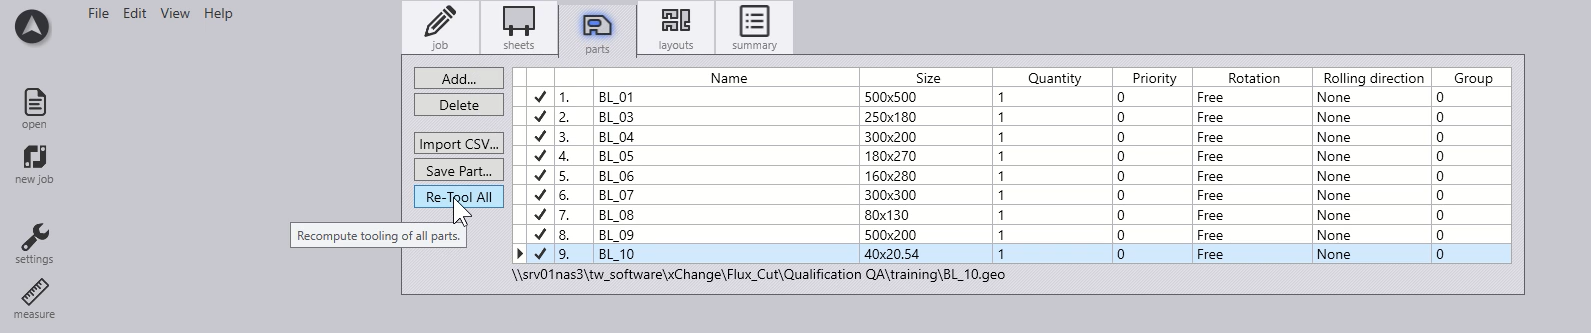 File Edit View Help
job sheets parts layouts summary
open
new job
settings
measure
Add...
Delete
Import CSV...
Save Part...
Re-Tool All
Recompute tooling of all parts.
Name Size Quantity Priority Rotation Rolling direction Group
1. BL_01 500x500 1 0 Free None 0
2. BL_03 250x180 1 0 Free None 0
3. BL_04 300x200 1 0 Free None 0
4. BL_05 180x270 1 0 Free None 0
5. BL_06 160x280 1 0 Free None 0
6. BL_07 300x300 1 0 Free None 0
7. BL_08 80x130 1 0 Free None 0
8. BL_09 500x200 1 0 Free None 0
9. BL_10 40x20.54 1 0 Free None 0
\\srv01nas3\tw_software\xChange\Flux_Cut\Qualification QA\training\BL_10.geo